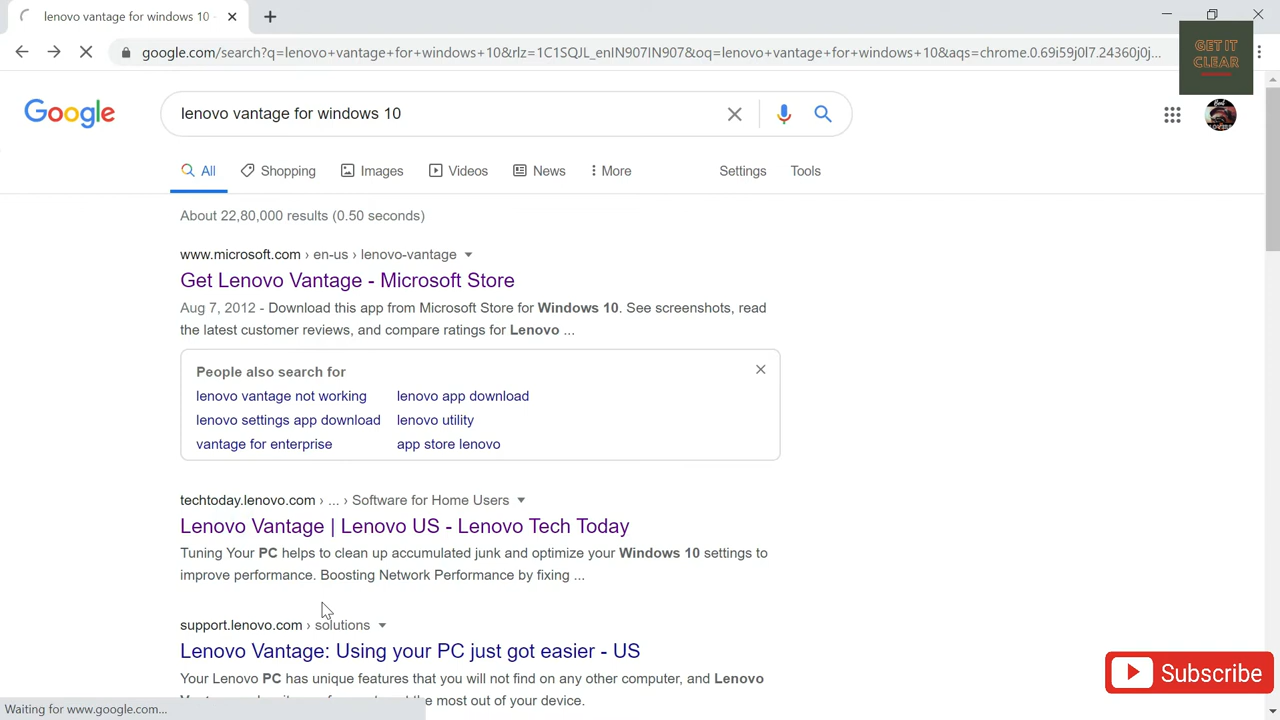 lenovo vantage for windows 10
google.com/search?q=lenovo+vantage+for+windows+10&rlz=1C1SQJL_enIN907IN907&oq=lenovo+vantage+for+windows+10&aqs=chrome.0.69i59j0l7.24360j0j...
GET IT
CLEAR
Google
lenovo vantage for windows 10
All Shopping Images Videos News More Settings Tools
About 22,80,000 results (0.50 seconds)
www.microsoft.com › en-us › lenovo-vantage
Get Lenovo Vantage - Microsoft Store
Aug 7, 2012 - Download this app from Microsoft Store for Windows 10. See screenshots, read
the latest customer reviews, and compare ratings for Lenovo ...
People also search for
lenovo vantage not working lenovo app download
lenovo settings app download lenovo utility
vantage for enterprise app store lenovo
techtoday.lenovo.com › ... › Software for Home Users
Lenovo Vantage | Lenovo US - Lenovo Tech Today
Tuning Your PC helps to clean up accumulated junk and optimize your Windows 10 settings to
improve performance. Boosting Network Performance by fixing ...
support.lenovo.com › solutions
Lenovo Vantage: Using your PC just got easier - US
Your Lenovo PC has unique features that you will not find on any other computer, and Lenovo
the most out of your device.
Subscribe
Waiting for www.google.com...